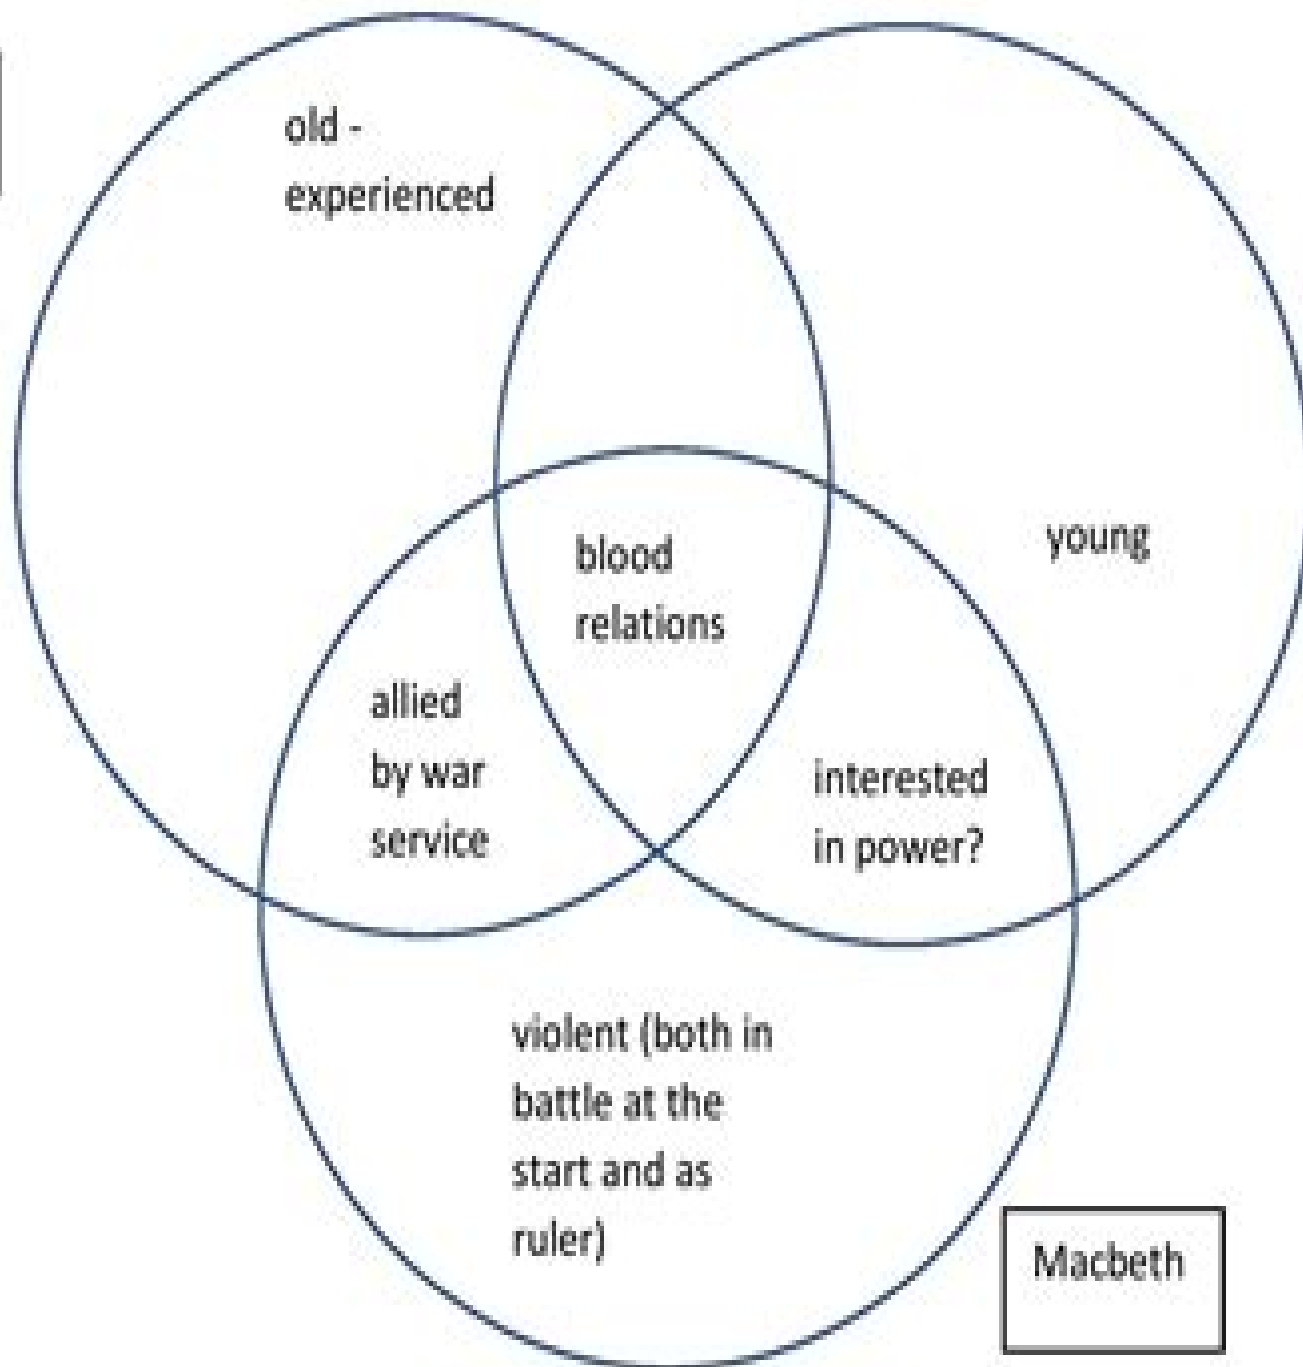 old -
experienced
blood
relations
young
allied
by war
service
interested
in power?
violent (both in
battle at the
start and as
ruler)
Macbeth